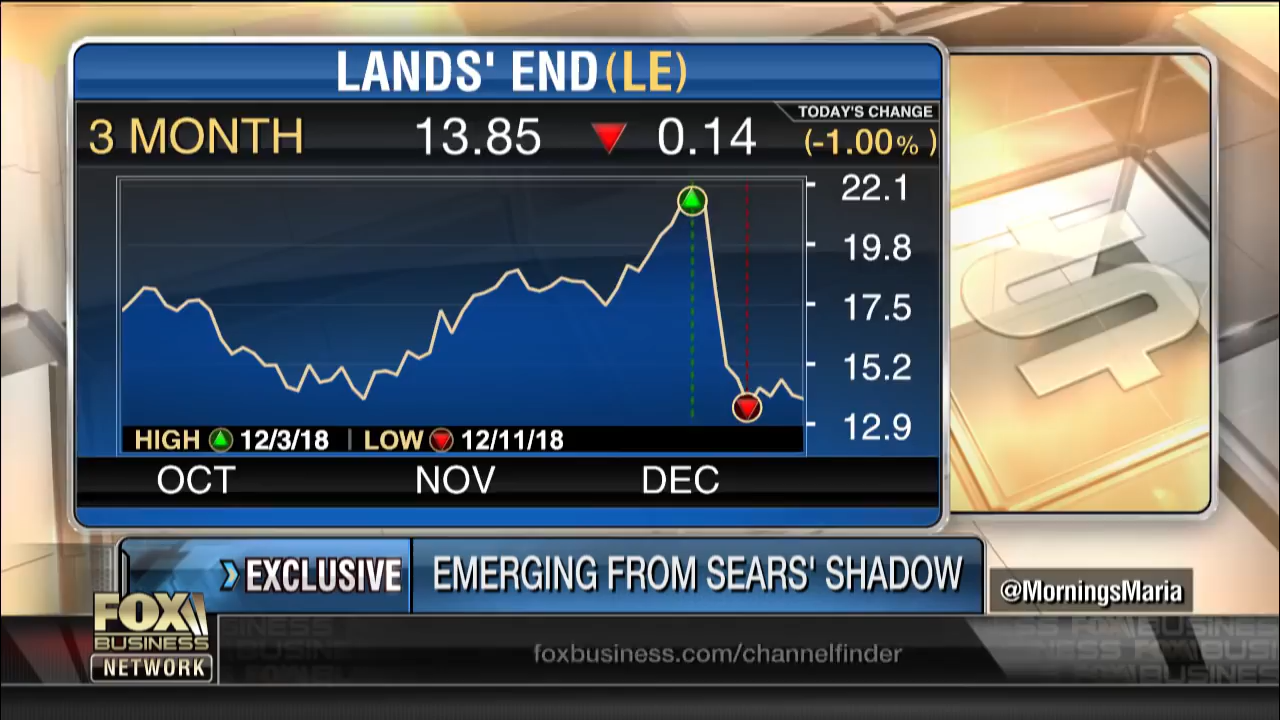 LANDS' END (LE)
TODAY'S CHANGE
3 MONTH 13.85 0.14 (-1.00%)
22.1
19.8
17.5
15.2
12.9
HIGH 12/3/18 | LOW 12/11/18
OCT NOV DEC
EXCLUSIVE EMERGING FROM SEARS' SHADOW
@MorningsMaria
FOX
BUSINESS
NETWORK
foxbusiness.com/channelfinder